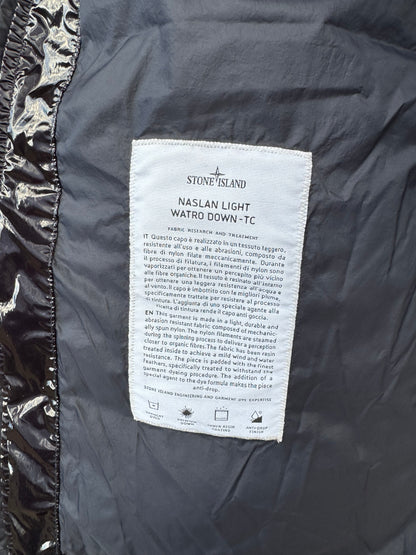 STONE ISLAND
NASLAN LIGHT
WATRO DOWN-TC
FABRIC RESEARCH AND TREATMENT
IT Questo capo è realizzato in un tessuto leggero,
resistente all'uso e alle abrasioni, composto da
fibre di nylon filate meccanicamente. Durante
il processo di filatura, i filamenti di nylon sono
vaporizzati per ottenere un percepito più vicino
alle fibre organiche. Il tessuto è resinato all'interno
per ottenere una leggera resistenza all'acqua e
al vento. Il capo è imbottito con le migliori piume,
specificamente trattate per resistere al processo
di tintura. L'aggiunta di uno speciale agente alla
ricetta di tintura rende il capo antigoccia
EN This garment is made in a light, durable and
abrasion resistant fabric composed of mechanic-
ally spun nylon. The nylon filaments are steamed
during the spinning process to deliver a perception
closer to organic fibres. The fabric has been resin
treated inside to achieve a mild wind and water
resistance. The piece is padded with the finest
feathers, specifically treated to withstand the
garment dyeing procedure. The addition of a
special agent to the dye formula makes the piece
anti-drop.
STONE ISLAND ENGINEERING AND GARMENT DYE EXPERTISE
GARMENT DYED
DOWN
INNER RESIN COATING
ANTI-DROP FINISH